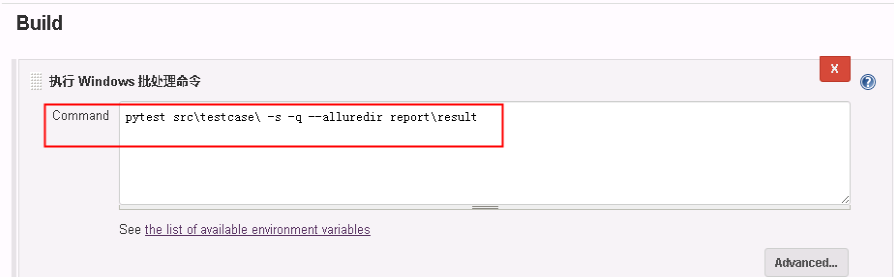 Build
执行 Windows 批处理命令
X
Command
pytest src\testcase\ -s -q --alluredir report\result
See the list of available environment variables
Advanced...